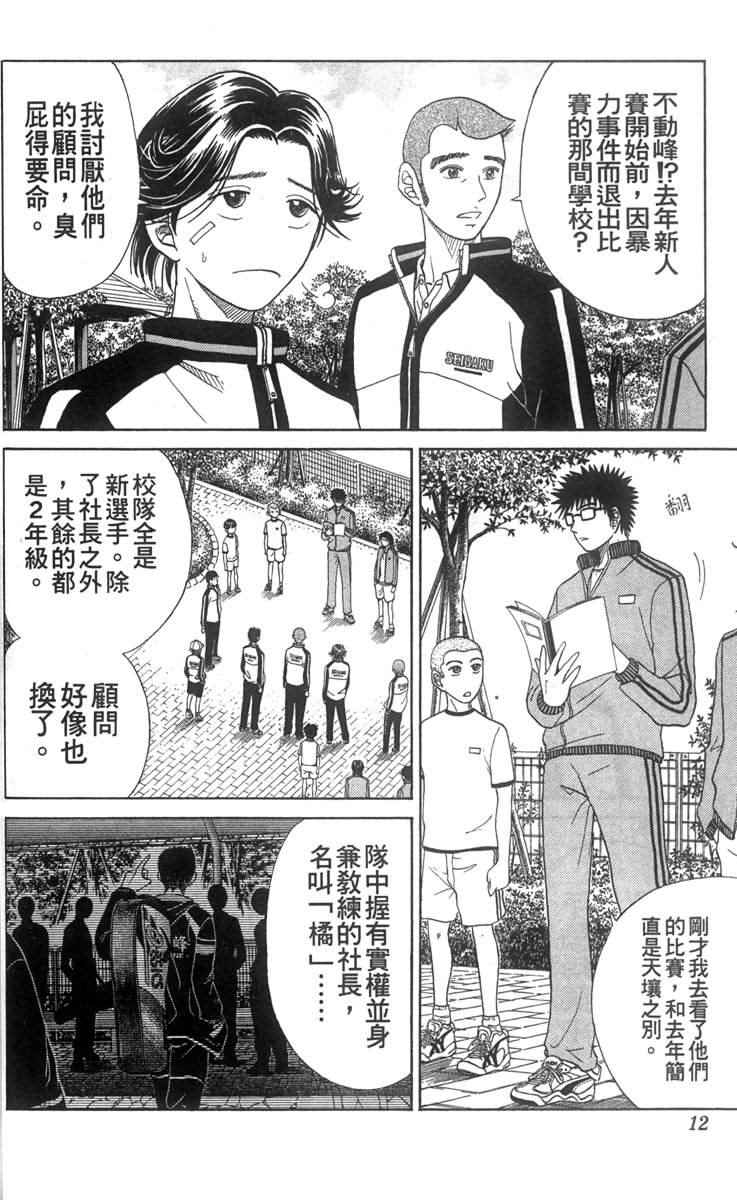 不動峰!?去年新人
賽開始前，因暴
力事件而退出比
賽的那間學校？
我討厭他們
的顧問，臭
屁得要命。
SEIGAKU
翻
剛才我去看了他們
的比賽，和去年簡
直是天壤之別。
校隊全是
新選手。除
了社長之外
，其餘的都
是2年級。
顧問
好像也
換了。
隊中握有實權並身
兼教練的社長，
名叫「橘」……
12